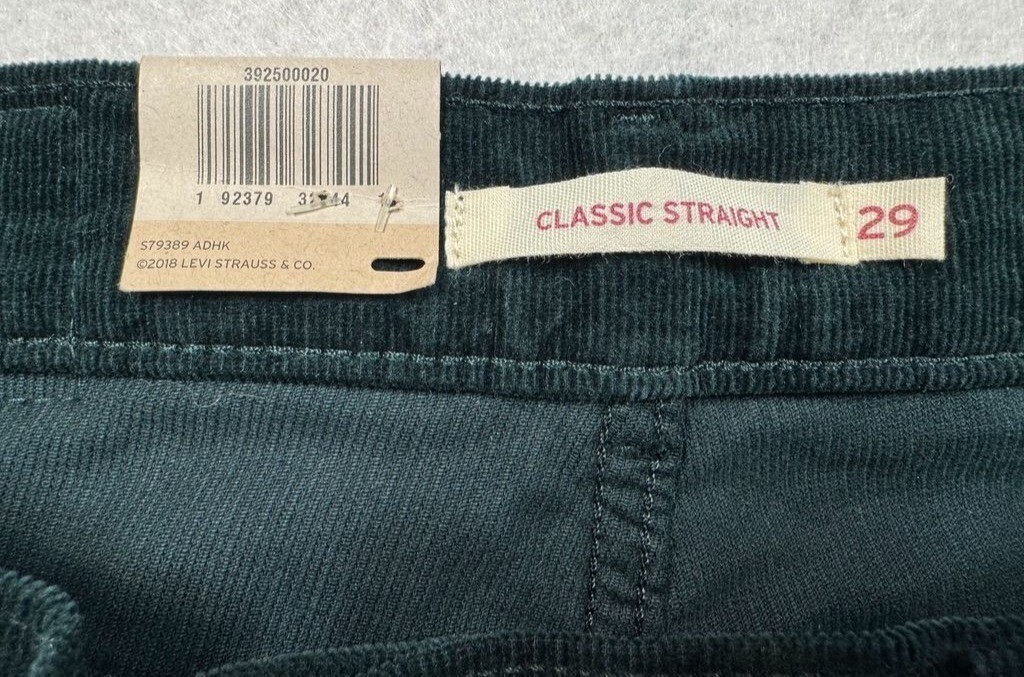 392500020
1 92379
S79389 ADHK
©2018 LEVI STRAUSS & CO.
CLASSIC STRAIGHT
29